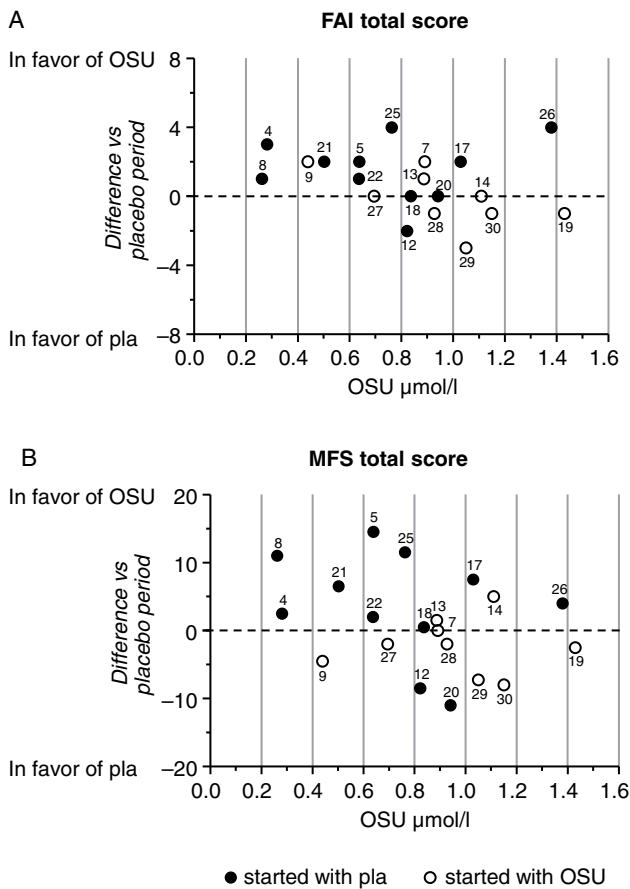 A
FAI total score
In favor of OSU
8
4
0
−4
−8
Difference vs
placebo period
In favor of pla
25
26
4
21
5
7
17
8
9
22
13
20
14
27
18
28
30
19
12
29
0.0 0.2 0.4 0.6 0.8 1.0 1.2 1.4 1.6
OSU µmol/l
B
MFS total score
In favor of OSU
20
10
0
−10
−20
Difference vs
placebo period
In favor of pla
5
8
25
21
17
4
22
18
13
7
14
26
27
28
9
12
20
29
30
19
0.0 0.2 0.4 0.6 0.8 1.0 1.2 1.4 1.6
OSU µmol/l
started with pla started with OSU